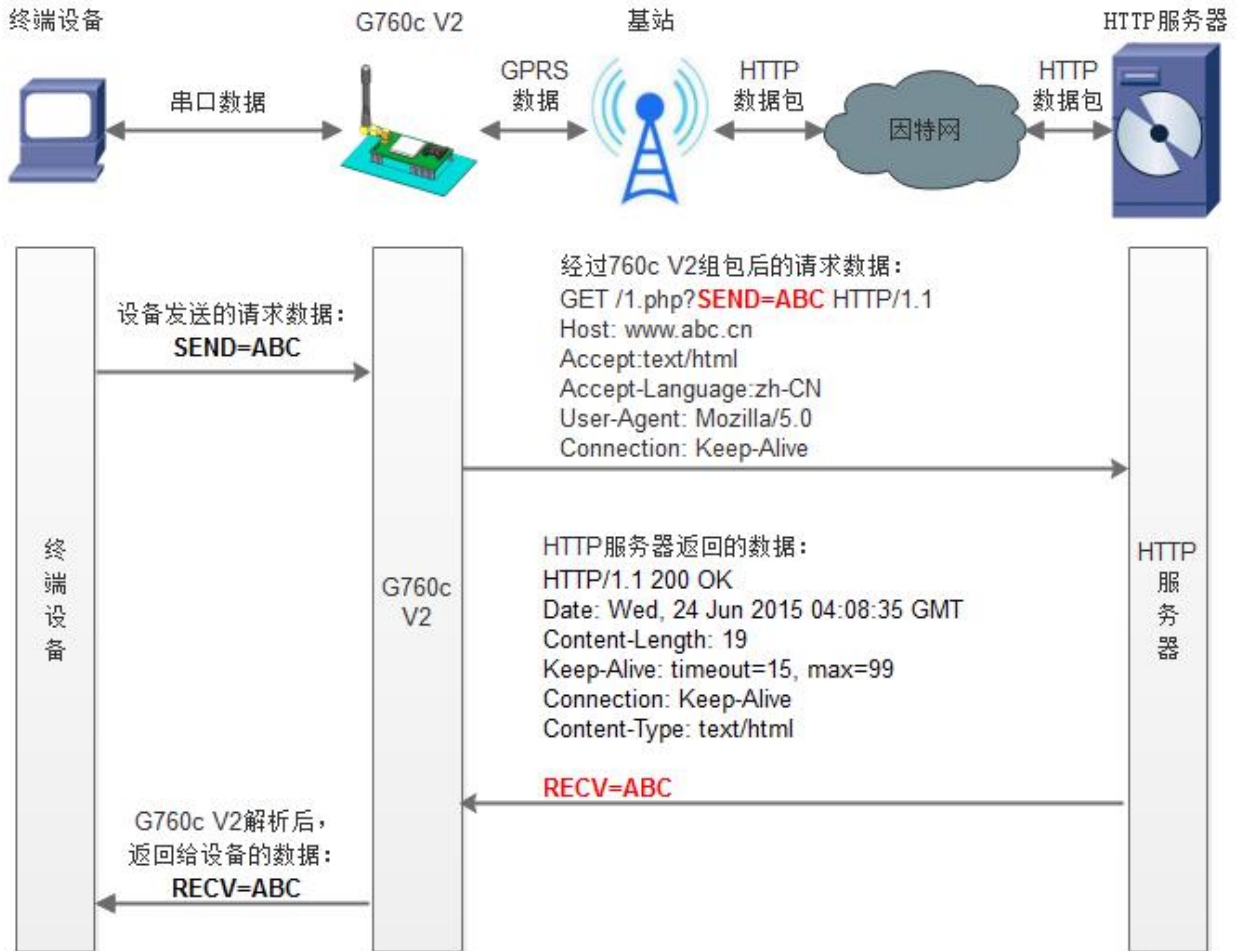 终端设备
G760c V2
基站
HTTP服务器
串口数据
GPRS
数据
HTTP
数据包
因特网
HTTP
数据包
设备发送的请求数据：
SEND=ABC
经过760c V2组包后的请求数据：
GET /1.php?SEND=ABC HTTP/1.1
Host: www.abc.cn
Accept:text/html
Accept-Language:zh-CN
User-Agent: Mozilla/5.0
Connection: Keep-Alive
终
端
设
备
G760c
V2
HTTP
服
务
器
HTTP服务器返回的数据：
HTTP/1.1 200 OK
Date: Wed, 24 Jun 2015 04:08:35 GMT
Content-Length: 19
Keep-Alive: timeout=15, max=99
Connection: Keep-Alive
Content-Type: text/html
RECV=ABC
G760c V2解析后，
返回给设备的数据：
RECV=ABC